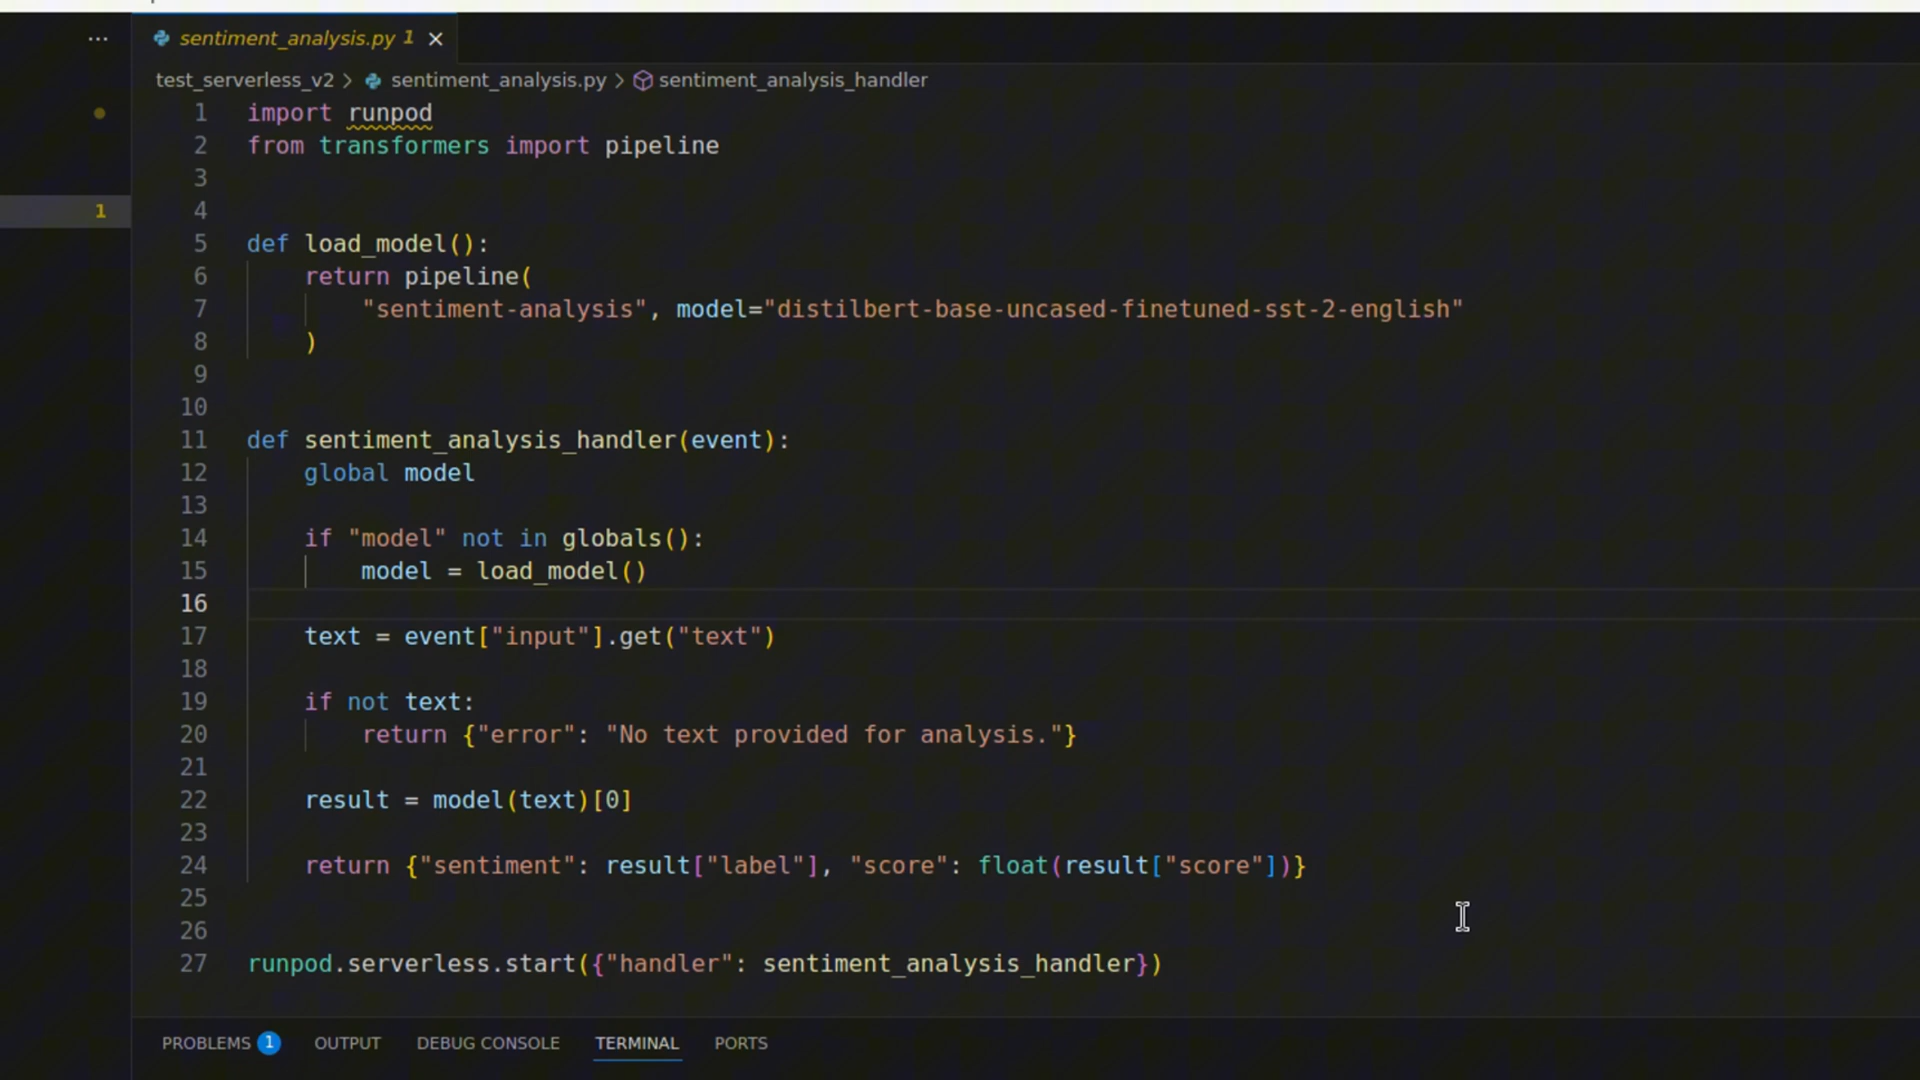 ...
sentiment_analysis.py 1
test_serverless_v2 > sentiment_analysis.py > sentiment_analysis_handler
1
1 import runpod
2 from transformers import pipeline
3
4
5 def load_model():
6     return pipeline(
7         "sentiment-analysis", model="distilbert-base-uncased-finetuned-sst-2-english"
8     )
9
10
11 def sentiment_analysis_handler(event):
12     global model
13
14     if "model" not in globals():
15         model = load_model()
16
17     text = event["input"].get("text")
18
19     if not text:
20         return {"error": "No text provided for analysis."}
21
22     result = model(text)[0]
23
24     return {"sentiment": result["label"], "score": float(result["score"])}
25
26
27 runpod.serverless.start({"handler": sentiment_analysis_handler})
PROBLEMS 1 OUTPUT DEBUG CONSOLE TERMINAL PORTS